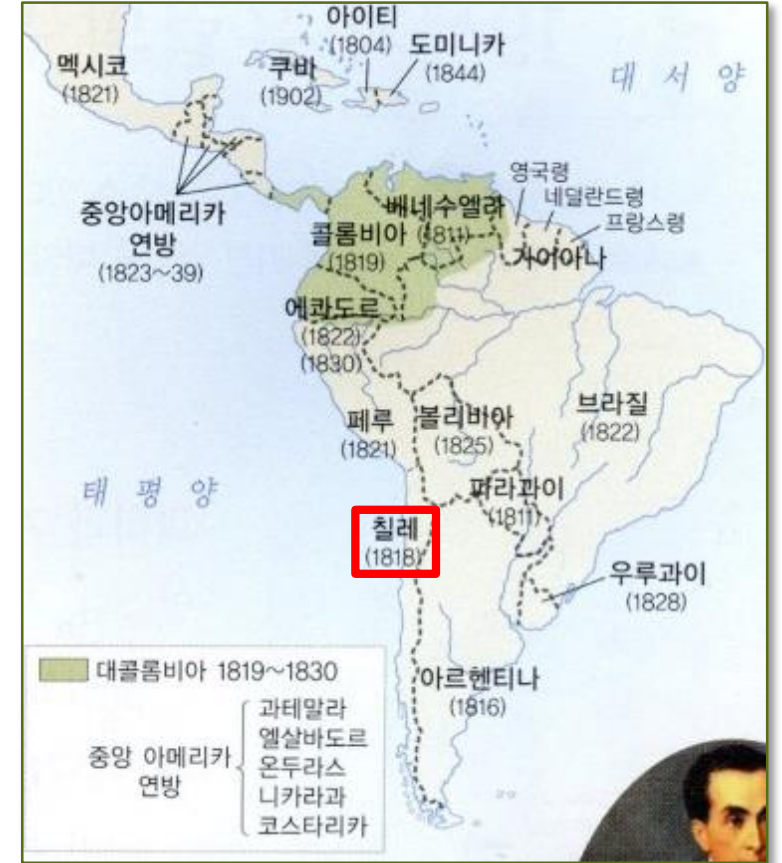 아이티
(1804)
도미니카
(1844)
멕시코
(1821)
쿠바
(1902)
대 서 양
영국령
네덜란드령
프랑스령
가이아나
중앙아메리카
연방
(1823~39)
베네수엘라
(1811)
콜롬비아
(1819)
에콰도르
(1822)
(1830)
페루
(1821)
볼리비아
(1825)
브라질
(1822)
태 평 양
파라과이
(1811)
칠레
(1818)
우루과이
(1828)
아르헨티나
(1816)
대콜롬비아 1819~1830
중앙 아메리카
연방
과테말라
엘살바도르
온두라스
니카라과
코스타리카